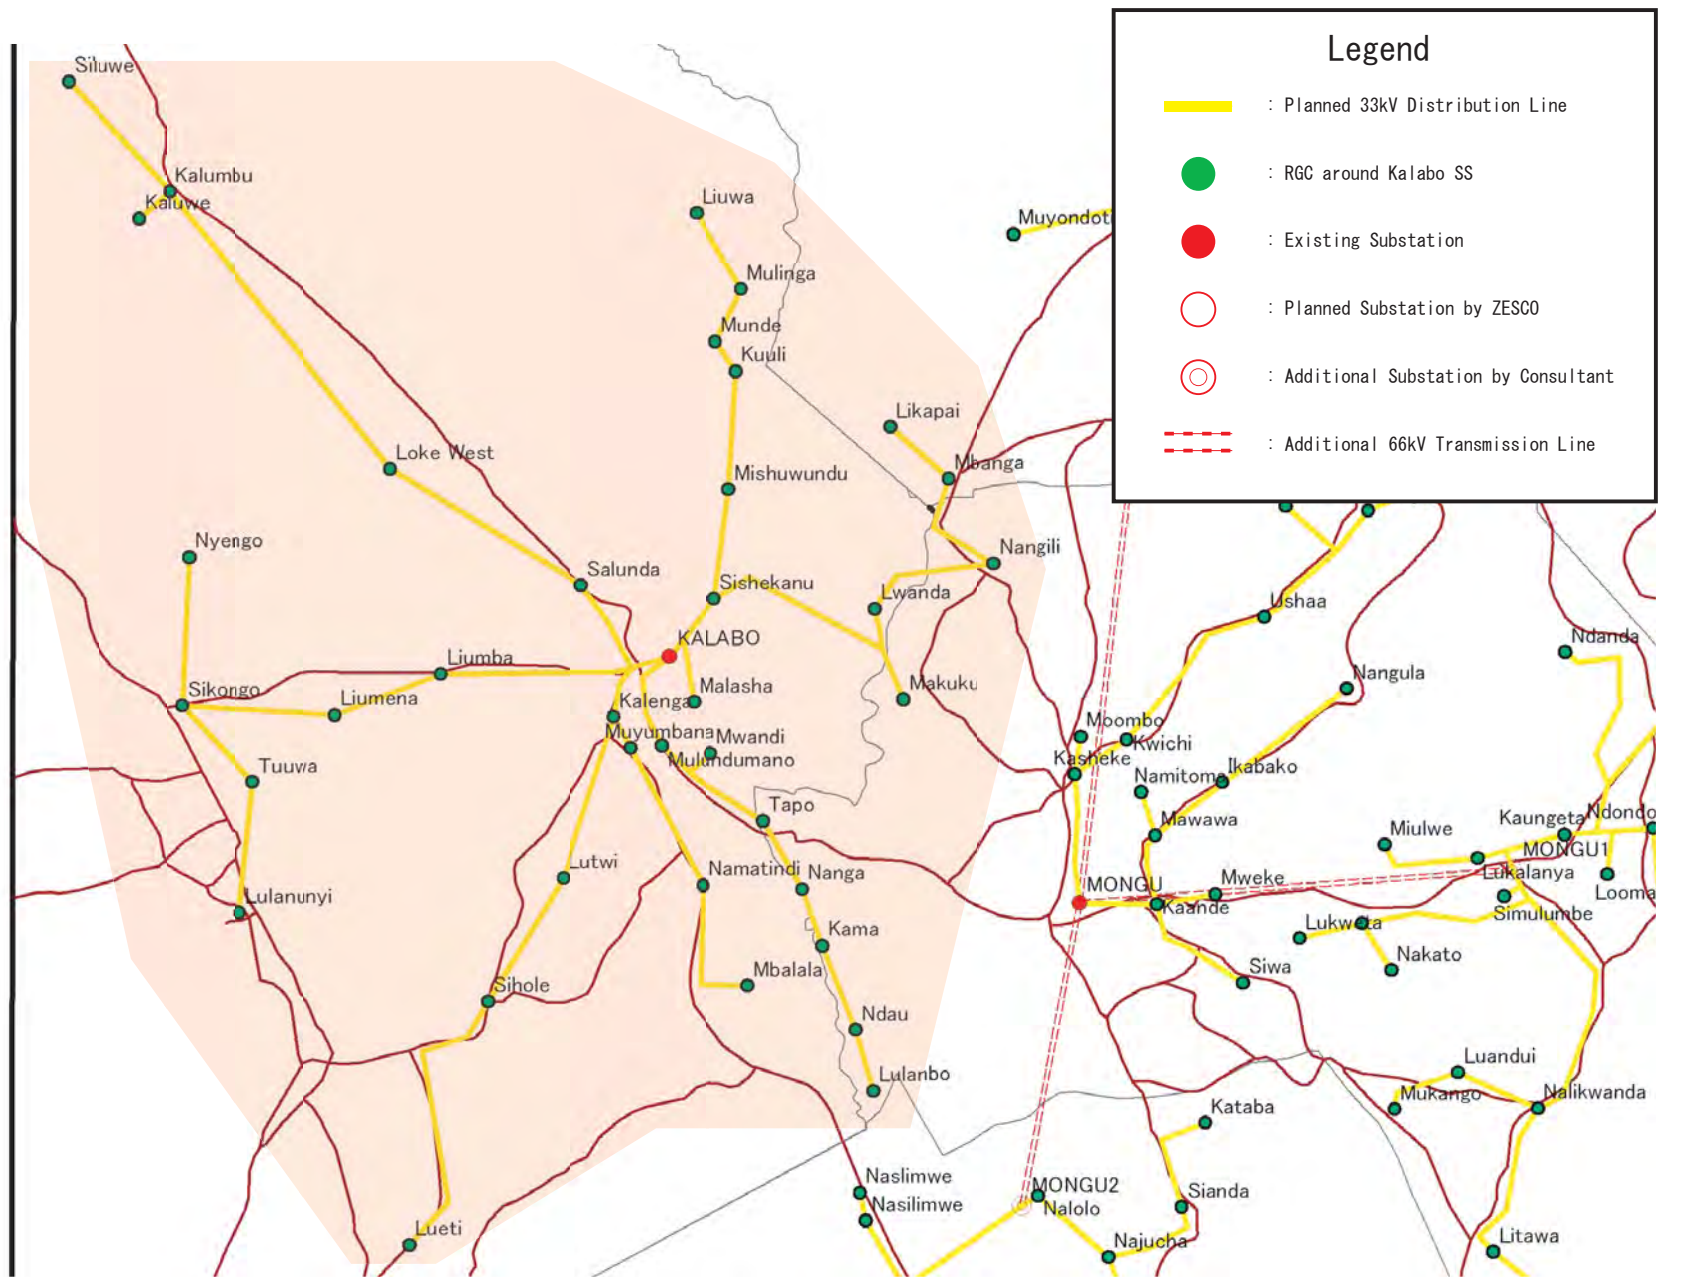 Legend
: Planned 33kV Distribution Line
: RGC around Kalabo SS
: Existing Substation
: Planned Substation by ZESCO
: Additional Substation by Consultant
: Additional 66kV Transmission Line
Siluwe
Kalumbu
Kaluwe
Liuwa
Muyondoti
Mulinga
Munde
Kuuli
Likapai
Loke West
Mbanga
Mishuwundu
Nyengo
Nangili
Salunda
Sishekanu
Lwanda
Ushaa
KALABO
Ndanda
Liumba
Nangula
Sikongo
Liumena
Malasha
Makuku
Kalenga
Moombo
Muyumbana
Mwandi
Kwichi
Mulundumano
Kasheke
Tuuwa
Namitoma
Ikabako
Tapo
Mawawa
Miulwe
Kaungeta
Ndondo
MONGU1
Lutwi
Namatindi
Nanga
MONGU
Mweke
Lukalanya
Looma
Lulanunyi
Kaande
Simulumbe
Lukweta
Kama
Nakato
Mbalala
Siwa
Sihole
Ndau
Luandui
Lulanbo
Mukango
Nalikwanda
Kataba
Naslimwe
MONGU2
Sianda
Nasilimwe
Nalolo
Lueti
Najucha
Litawa